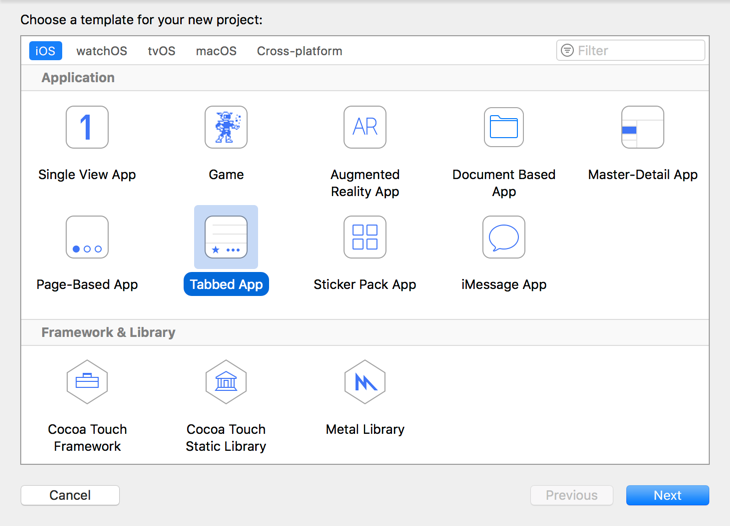 Choose a template for your new project:
iOS watchOS tvOS macOS Cross-platform Filter
Application
1 AR
Single View App Game Augmented Reality App Document Based App Master-Detail App
Page-Based App Tabbed App Sticker Pack App iMessage App
Framework & Library
Cocoa Touch Framework Cocoa Touch Static Library Metal Library
Cancel Previous Next